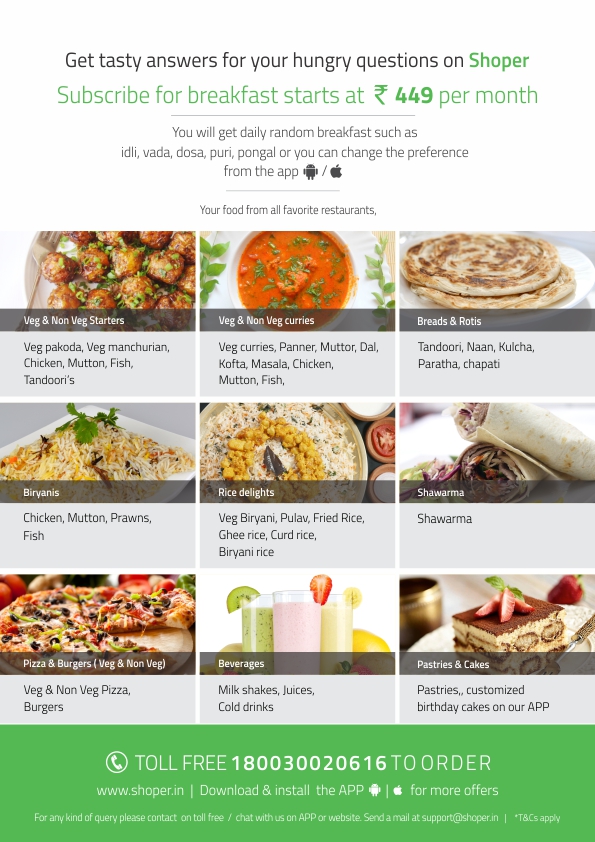 Get tasty answers for your hungry questions on Shoper
Subscribe for breakfast starts at ₹ 449 per month
You will get daily random breakfast such as
idli, vada, dosa, puri, pongal or you can change the preference
from the app /
Your food from all favorite restaurants,
Veg & Non Veg Starters
Veg pakoda, Veg manchurian,
Chicken, Mutton, Fish,
Tandoori's
Veg & Non Veg curries
Veg curries, Panner, Muttor, Dal,
Kofta, Masala, Chicken,
Mutton, Fish,
Breads & Rotis
Tandoori, Naan, Kulcha,
Paratha, chapati
Biryanis
Chicken, Mutton, Prawns,
Fish
Rice delights
Veg Biryani, Pulav, Fried Rice,
Ghee rice, Curd rice,
Biryani rice
Shawarma
Shawarma
Pizza & Burgers ( Veg & Non Veg)
Veg & Non Veg Pizza,
Burgers
Beverages
Milk shakes, Juices,
Cold drinks
Pastries & Cakes
Pastries,, customized
birthday cakes on our APP
TOLL FREE 180030020616 TO ORDER
www.shoper.in | Download & install the APP | for more offers
For any kind of query please contact on toll free / chat with us on APP or website. Send a mail at support@shoper.in | *T&Cs apply